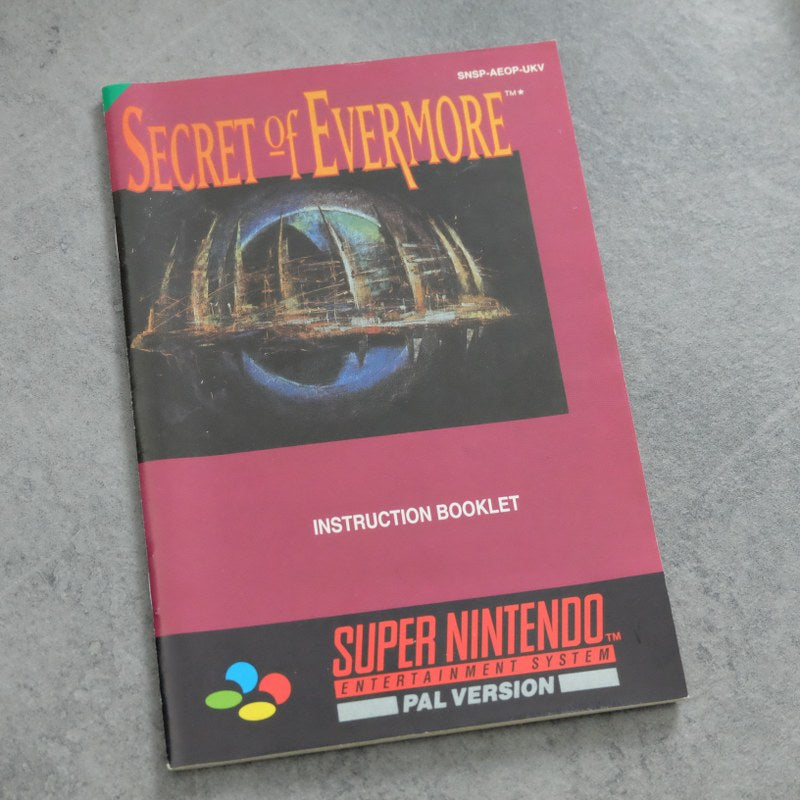 SNSP-AEOP-UKV
SECRET of EVERMORE™*
INSTRUCTION BOOKLET
SUPER NINTENDO™
ENTERTAINMENT SYSTEM
PAL VERSION